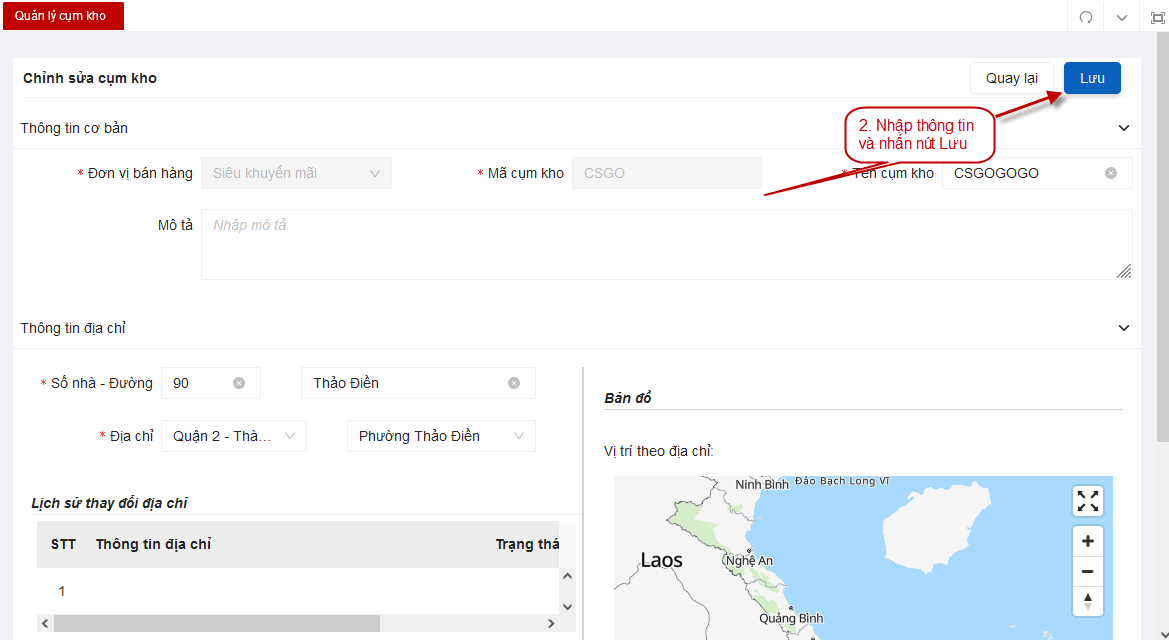 Quản lý cụm kho
Chỉnh sửa cụm kho
Quay lại
Lưu
2. Nhập thông tin
và nhấn nút Lưu
Thông tin cơ bản
* Đơn vị bán hàng
Siêu khuyến mãi
* Mã cụm kho
CSGO
* Tên cụm kho
CSGOGOGO
Mô tả
Nhập mô tả
Thông tin địa chỉ
* Số nhà - Đường
90
Thảo Điền
* Địa chỉ
Quận 2 - Thà...
Phường Thảo Điền
Lịch sử thay đổi địa chỉ
STT
Thông tin địa chỉ
Trạng thá
1
Bản đồ
Vị trí theo địa chỉ:
Ninh Bình
Đảo Bạch Long Vĩ
Laos
Nghệ An
Quảng Bình